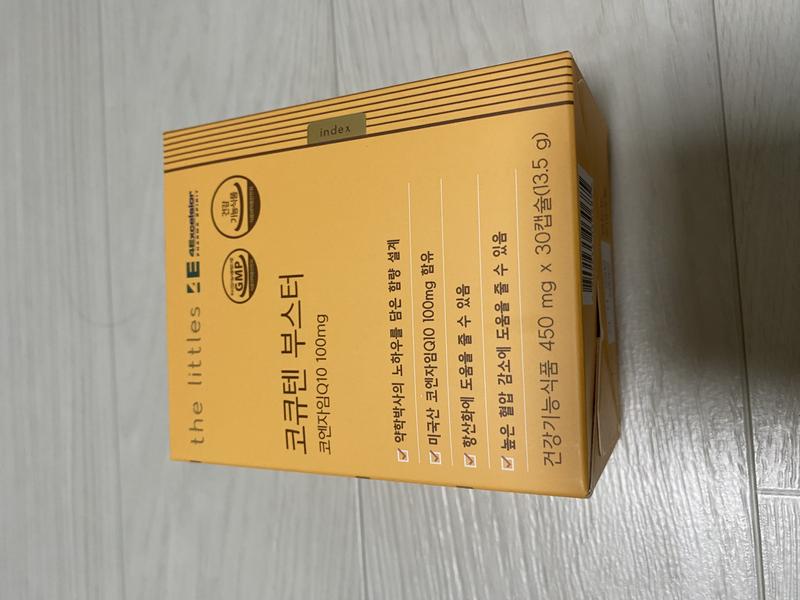 index
the littles
4E 4Excelsior
PHARMA SPIRIT
GMP
건강
기능식품
코큐텐 부스터
코엔자임Q10 100mg
약학박사의 노하우를 담은 함량 설계
미국산 코엔자임Q10 100mg 함유
항산화에 도움을 줄 수 있음
높은 혈압 감소에 도움을 줄 수 있음
건강기능식품 450 mg x 30캡슐(13.5 g)